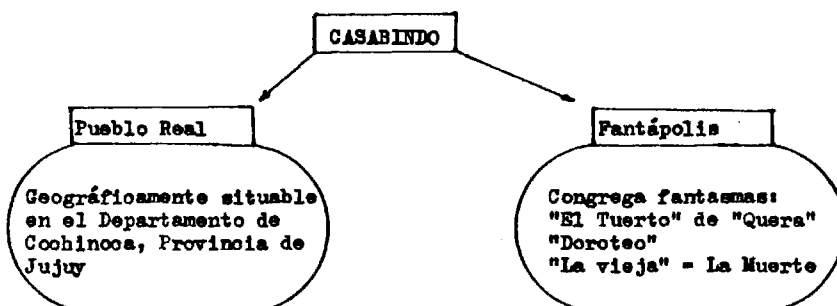 CASABINDO
Pueblo Real
Geográficamente situable
en el Departamento de
Cochinoca, Provincia de
Jujuy
Fantápolis
Congrega fantasmas:
"El Tuerto" de "Quera"
"Doroteo"
"La vieja" = La Muerte